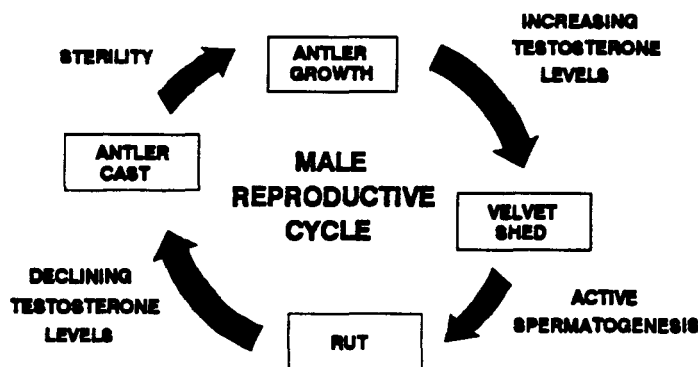 STERILITY
ANTLER
GROWTH
INCREASING
TESTOSTERONE
LEVELS
ANTLER
CAST
MALE
REPRODUCTIVE
CYCLE
VELVET
SHED
DECLINING
TESTOSTERONE
LEVELS
RUT
ACTIVE
SPERMATOGENESIS